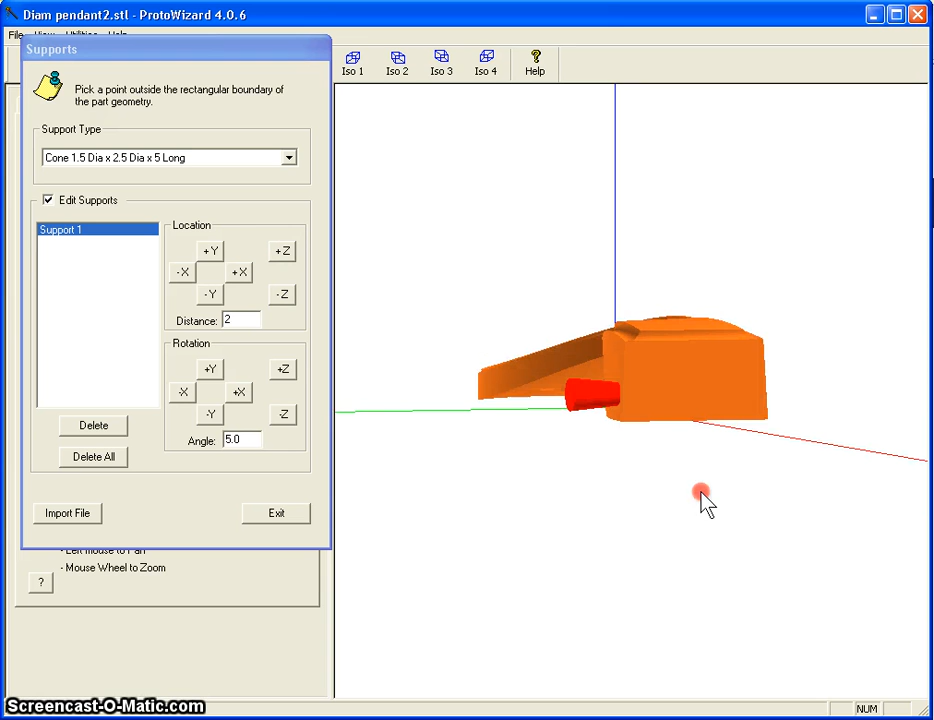 Diam pendant2.stl - ProtoWizard 4.0.6
File View Utilities Help
Supports
Iso 1 Iso 2 Iso 3 Iso 4 Help
Pick a point outside the rectangular boundary of
the part geometry.
Support Type
Cone 1.5 Dia x 2.5 Dia x 5 Long
Edit Supports
Support 1
Location
+Y
+Z
-X
+X
-Y
-Z
Distance: 2
Rotation
+Y
+Z
-X
+X
-Y
-Z
Angle: 5.0
Delete
Delete All
Import File
Exit
- Left mouse to Pan
- Mouse Wheel to Zoom
?
Screencast-O-Matic.com
NUM